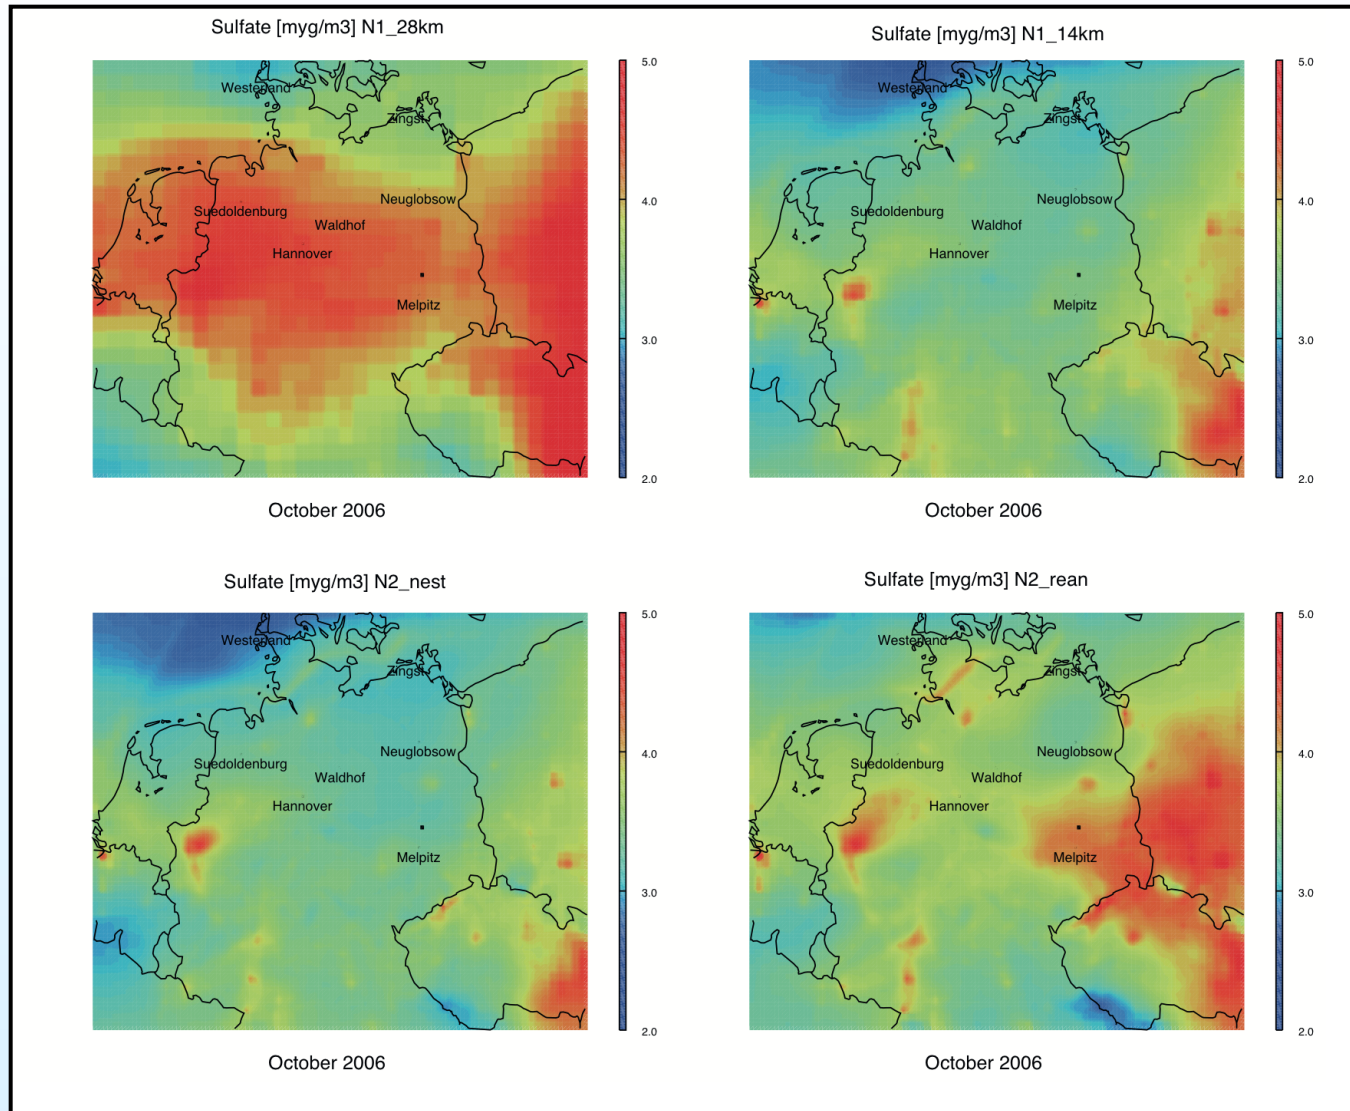 Sulfate [myg/m3] N1_28km
5.0
Westerland
Zingst
Neuglobsow
4.0
Suedoldenburg
Waldhof
Hannover
Melpitz
3.0
2.0
October 2006
Sulfate [myg/m3] N1_14km
5.0
Westerland
Zingst
Neuglobsow
4.0
Suedoldenburg
Waldhof
Hannover
Melpitz
3.0
2.0
October 2006
Sulfate [myg/m3] N2_nest
5.0
Westerland
Zingst
Neuglobsow
4.0
Suedoldenburg
Waldhof
Hannover
Melpitz
3.0
2.0
October 2006
Sulfate [myg/m3] N2_rean
5.0
Westerland
Zingst
Neuglobsow
4.0
Suedoldenburg
Waldhof
Hannover
Melpitz
3.0
2.0
October 2006